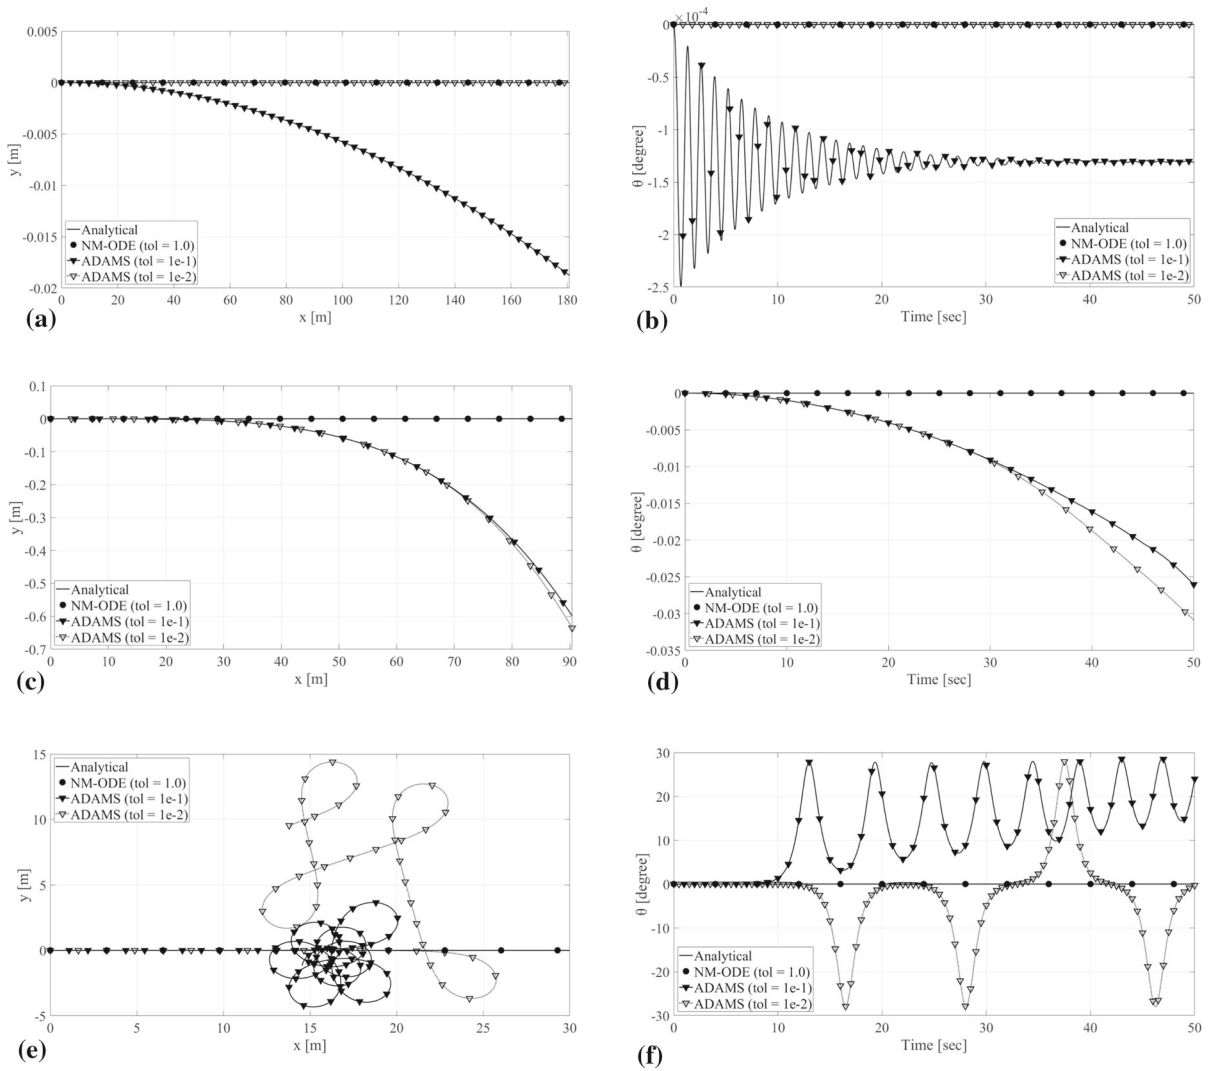 0.005
0
-0.005
-0.01
-0.015
-0.02
y [m]
Analytical
NM-ODE (tol = 1.0)
ADAMS (tol = 1e-1)
ADAMS (tol = 1e-2)
0 20 40 60 80 100 120 140 160 180
x [m]
(a)
×10⁻⁴
0
-0.5
-1
-1.5
-2
-2.5
θ [degree]
Analytical
NM-ODE (tol = 1.0)
ADAMS (tol = 1e-1)
ADAMS (tol = 1e-2)
0 10 20 30 40 50
Time [sec]
(b)
0.1
0
-0.1
-0.2
-0.3
-0.4
-0.5
-0.6
-0.7
y [m]
Analytical
NM-ODE (tol = 1.0)
ADAMS (tol = 1e-1)
ADAMS (tol = 1e-2)
0 10 20 30 40 50 60 70 80 90
x [m]
(c)
0
-0.005
-0.01
-0.015
-0.02
-0.025
-0.03
-0.035
θ [degree]
Analytical
NM-ODE (tol = 1.0)
ADAMS (tol = 1e-1)
ADAMS (tol = 1e-2)
0 10 20 30 40 50
Time [sec]
(d)
15
10
5
0
-5
y [m]
Analytical
NM-ODE (tol = 1.0)
ADAMS (tol = 1e-1)
ADAMS (tol = 1e-2)
0 5 10 15 20 25 30
x [m]
(e)
30
20
10
0
-10
-20
-30
θ [degree]
Analytical
NM-ODE (tol = 1.0)
ADAMS (tol = 1e-1)
ADAMS (tol = 1e-2)
0 10 20 30 40 50
Time [sec]
(f)